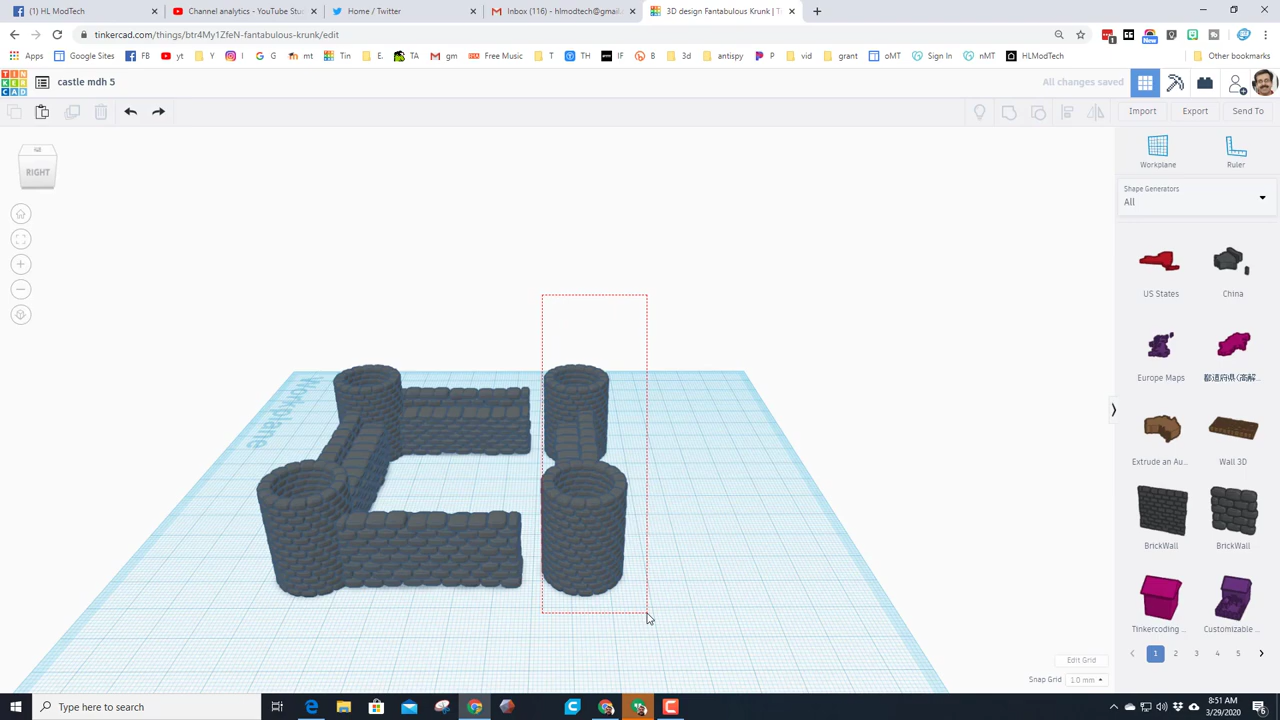 (1) HL ModTech
Channel analytics - YouTube Stu
Home / Twitter
Inbox (116) - hlmodtech@gmail.
3D design Fantabulous Krunk | Ti
tinkercad.com/things/btr4My1ZfeN-fantabulous-krunk/edit
Apps
Google Sites
FB
yt
Y
I
G
mt
Tin
E.
TA
gm
Free Music
T
TH
IF
B
3d
antispy
P
vid
grant
oMT
Sign In
nMT
HLModTech
Other bookmarks
TIN
KER
CAD
castle mdh 5
All changes saved
Import
Export
Send To
RIGHT
Workplane
Ruler
Shape Generators
All
Workplane
US States
China
Europe Maps
Extrude an Au...
Wall 3D
BrickWall
BrickWall
Tinkercoding...
Customizable...
1
2
3
4
5
Edit Grid
Snap Grid
1.0 mm
Type here to search
8:51 AM
3/29/2020